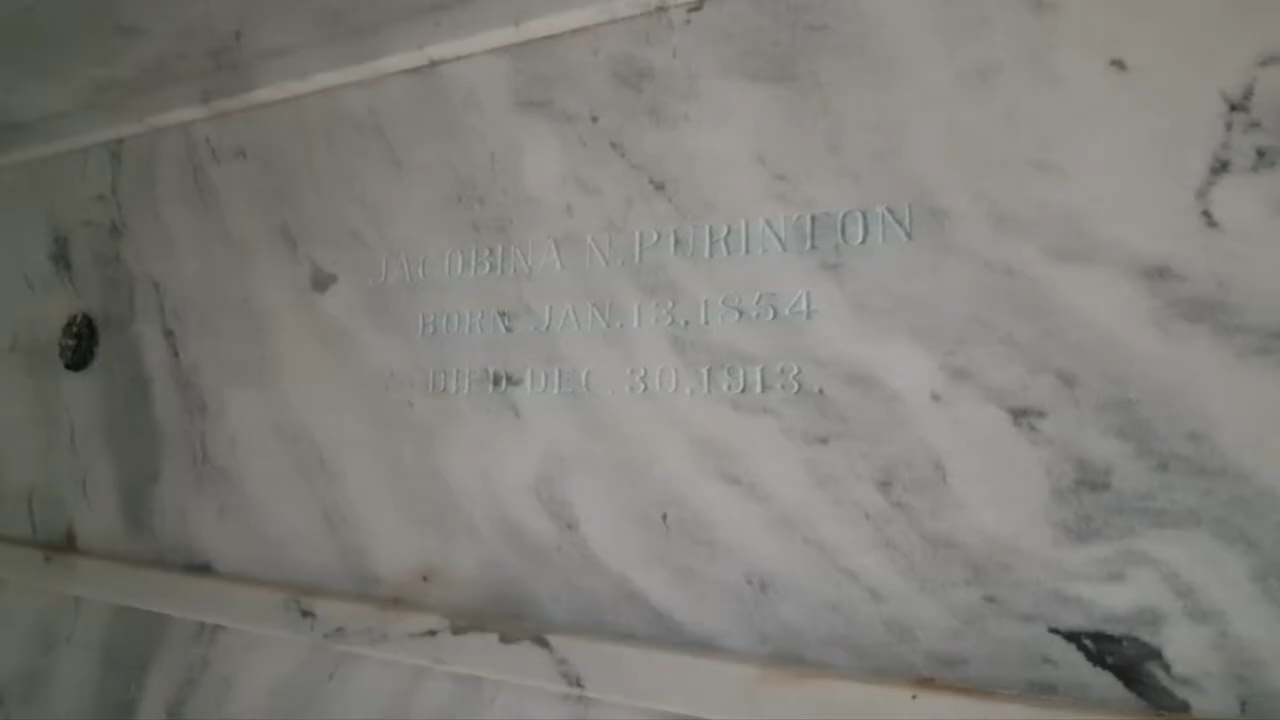 JACOBINA N. PURINTON
BORN JAN. 13, 1854
DIED DEC. 30, 1913.